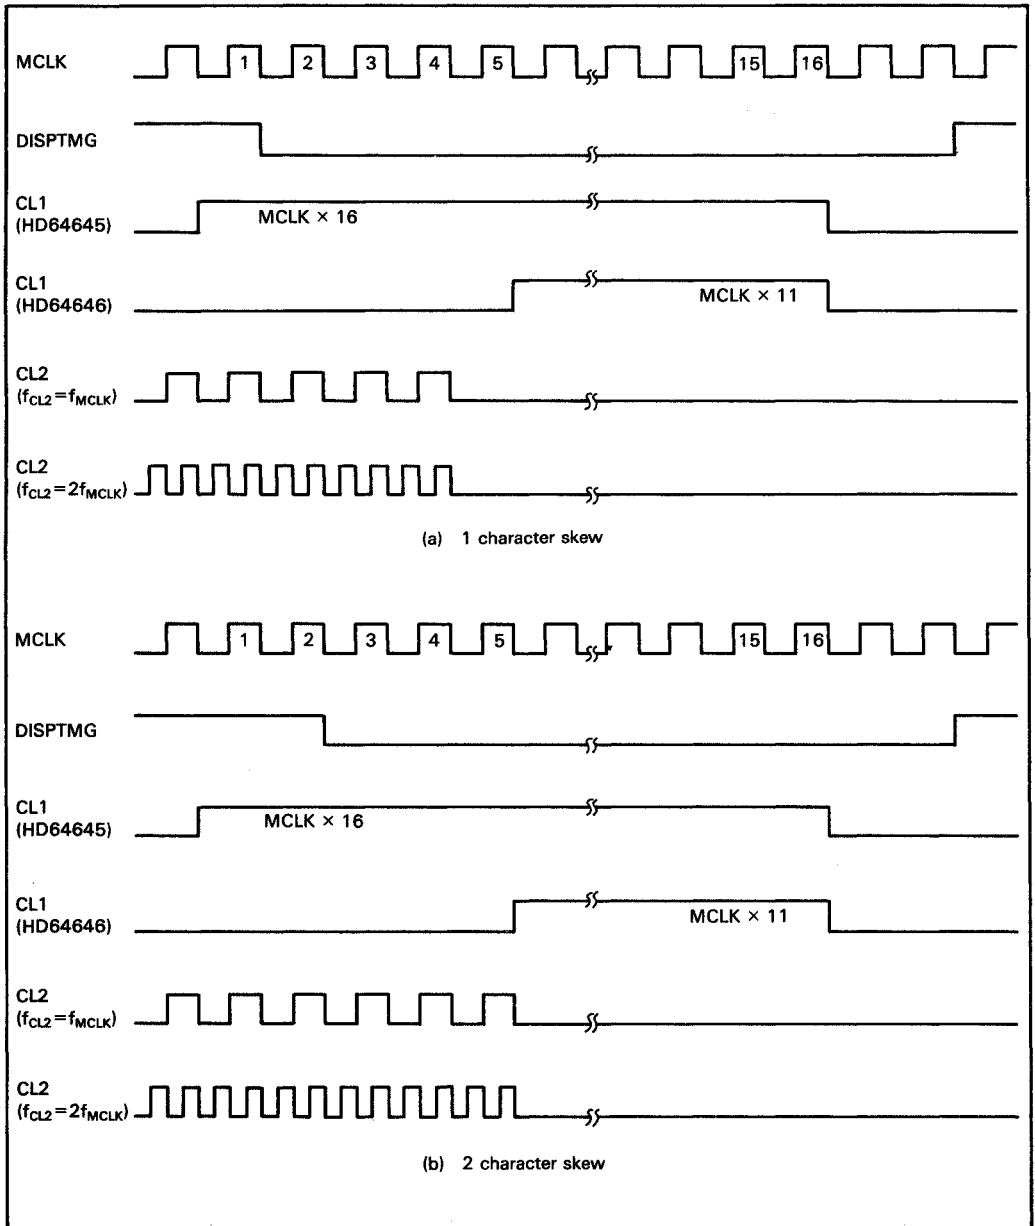 MCLK
1 2 3 4 5 15 16
DISPTMG
CL1
(HD64645)
MCLK × 16
CL1
(HD64646)
MCLK × 11
CL2
(fCL2=fMCLK)
CL2
(fCL2=2fMCLK)
(a) 1 character skew
MCLK
1 2 3 4 5 15 16
DISPTMG
CL1
(HD64645)
MCLK × 16
CL1
(HD64646)
MCLK × 11
CL2
(fCL2=fMCLK)
CL2
(fCL2=2fMCLK)
(b) 2 character skew